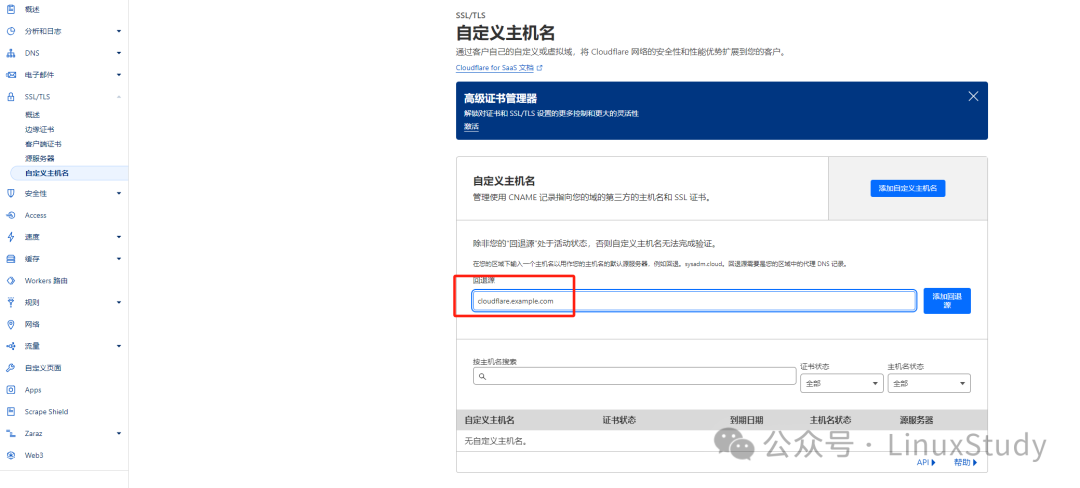 概述
分析和日志
DNS
电子邮件
SSL/TLS
概述
边缘证书
客户端证书
源服务器
自定义主机名
安全性
Access
速度
缓存
Workers 路由
规则
网络
流量
自定义页面
Apps
Scrape Shield
Zaraz
Web3
SSL/TLS
自定义主机名
通过客户自己的自定义或虚拟域，将 Cloudflare 网络的安全性和性能优势扩展到您的客户。
Cloudflare for SaaS 文档
高级证书管理器
解锁对证书和 SSL/TLS 设置的更多控制和更大的灵活性
激活
自定义主机名
管理使用 CNAME 记录指向您的域的第三方的主机名和 SSL 证书。
添加自定义主机名
除非您的“回退源”处于活动状态，否则自定义主机名无法完成验证。
在您的区域下输入一个主机名以用作您的主机名的默认源服务器，例如回退。sysadm.cloud。回退源需要是您的区域中的代理 DNS 记录。
回退源
cloudflare.example.com
添加回退
源
按主机名搜索
证书状态
主机名状态
全部
全部
自定义主机名 证书状态 到期日期 主机名状态 源服务器
无自定义主机名。
API 帮助
公众号 · LinuxStudy